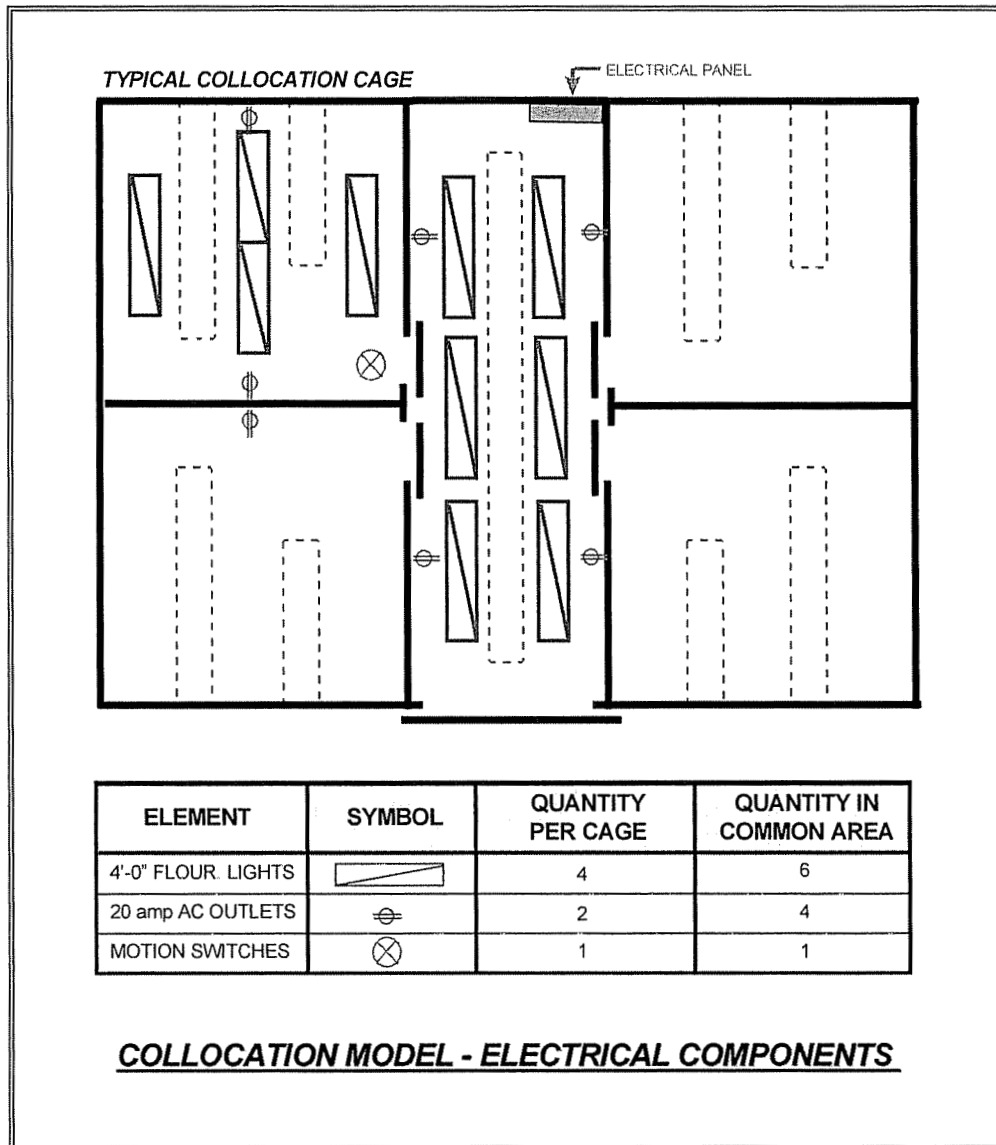 TYPICAL COLLOCATION CAGE
ELECTRICAL PANEL
ELEMENT SYMBOL QUANTITY PER CAGE QUANTITY IN COMMON AREA
4'-0" FLOUR. LIGHTS 4 6
20 amp AC OUTLETS 2 4
MOTION SWITCHES 1 1
COLLOCATION MODEL - ELECTRICAL COMPONENTS